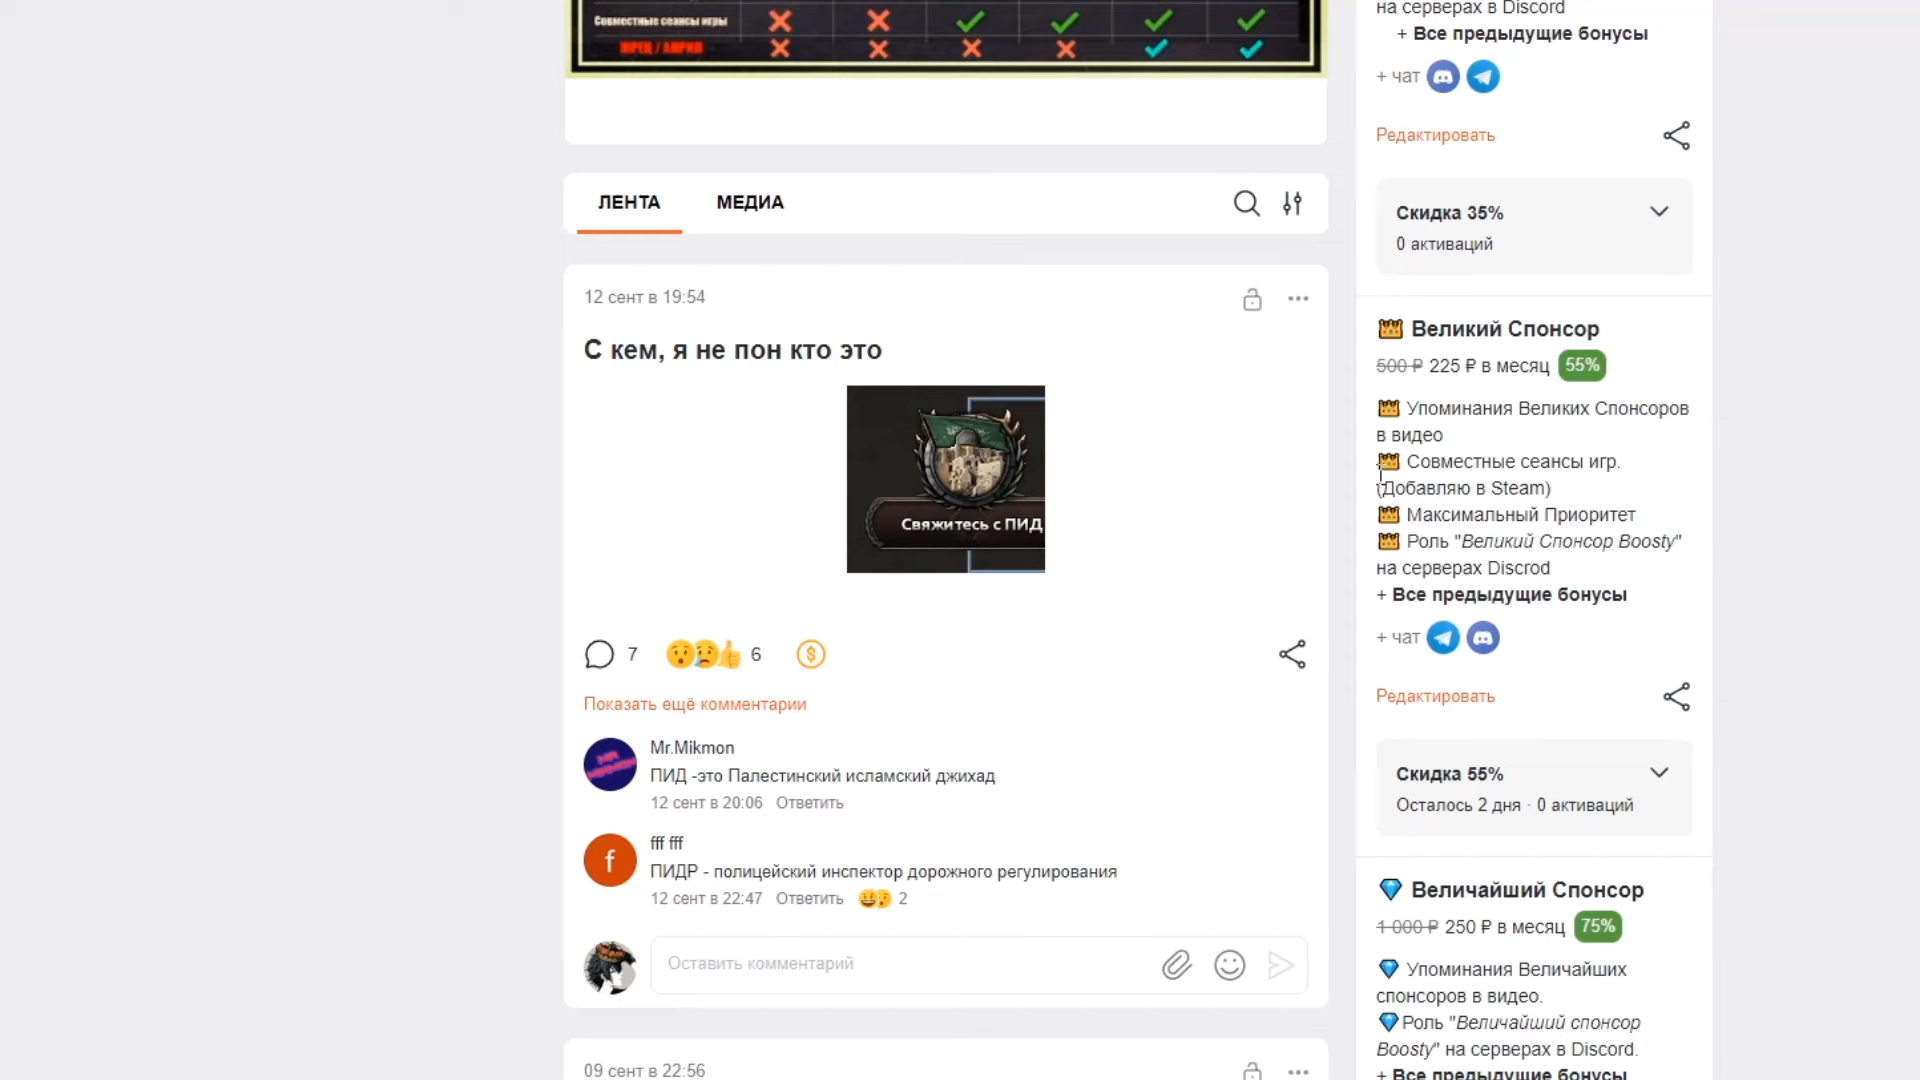 Совместные сеансы игры
ЖРЕЦ / АМРИЛ
ЛЕНТА
МЕДИА
12 сент в 19:54
С кем, я не пон кто это
Свяжитесь с ПИД
7
6
Показать ещё комментарии
Mr.Mikmon
ПИД -это Палестинский исламский джихад
12 сент в 20:06 Ответить
f
fff fff
ПИДР - полицейский инспектор дорожного регулирования
12 сент в 22:47 Ответить 2
Оставить комментарий
09 сент в 22:56
на серверах в Discord
+ Все предыдущие бонусы
+ чат
Редактировать
Скидка 35%
0 активаций
Великий Спонсор
500 ₽ 225 ₽ в месяц 55%
Упоминания Великих Спонсоров
в видео
Совместные сеансы игр.
(Добавляю в Steam)
Максимальный Приоритет
Роль "Великий Спонсор Boosty"
на серверах Discrod
+ Все предыдущие бонусы
+ чат
Редактировать
Скидка 55%
Осталось 2 дня · 0 активаций
Величайший Спонсор
1 000 ₽ 250 ₽ в месяц 75%
Упоминания Величайших
спонсоров в видео.
Роль "Величайший спонсор
Boosty" на серверах в Discord.
+ Все предыдущие бонусы